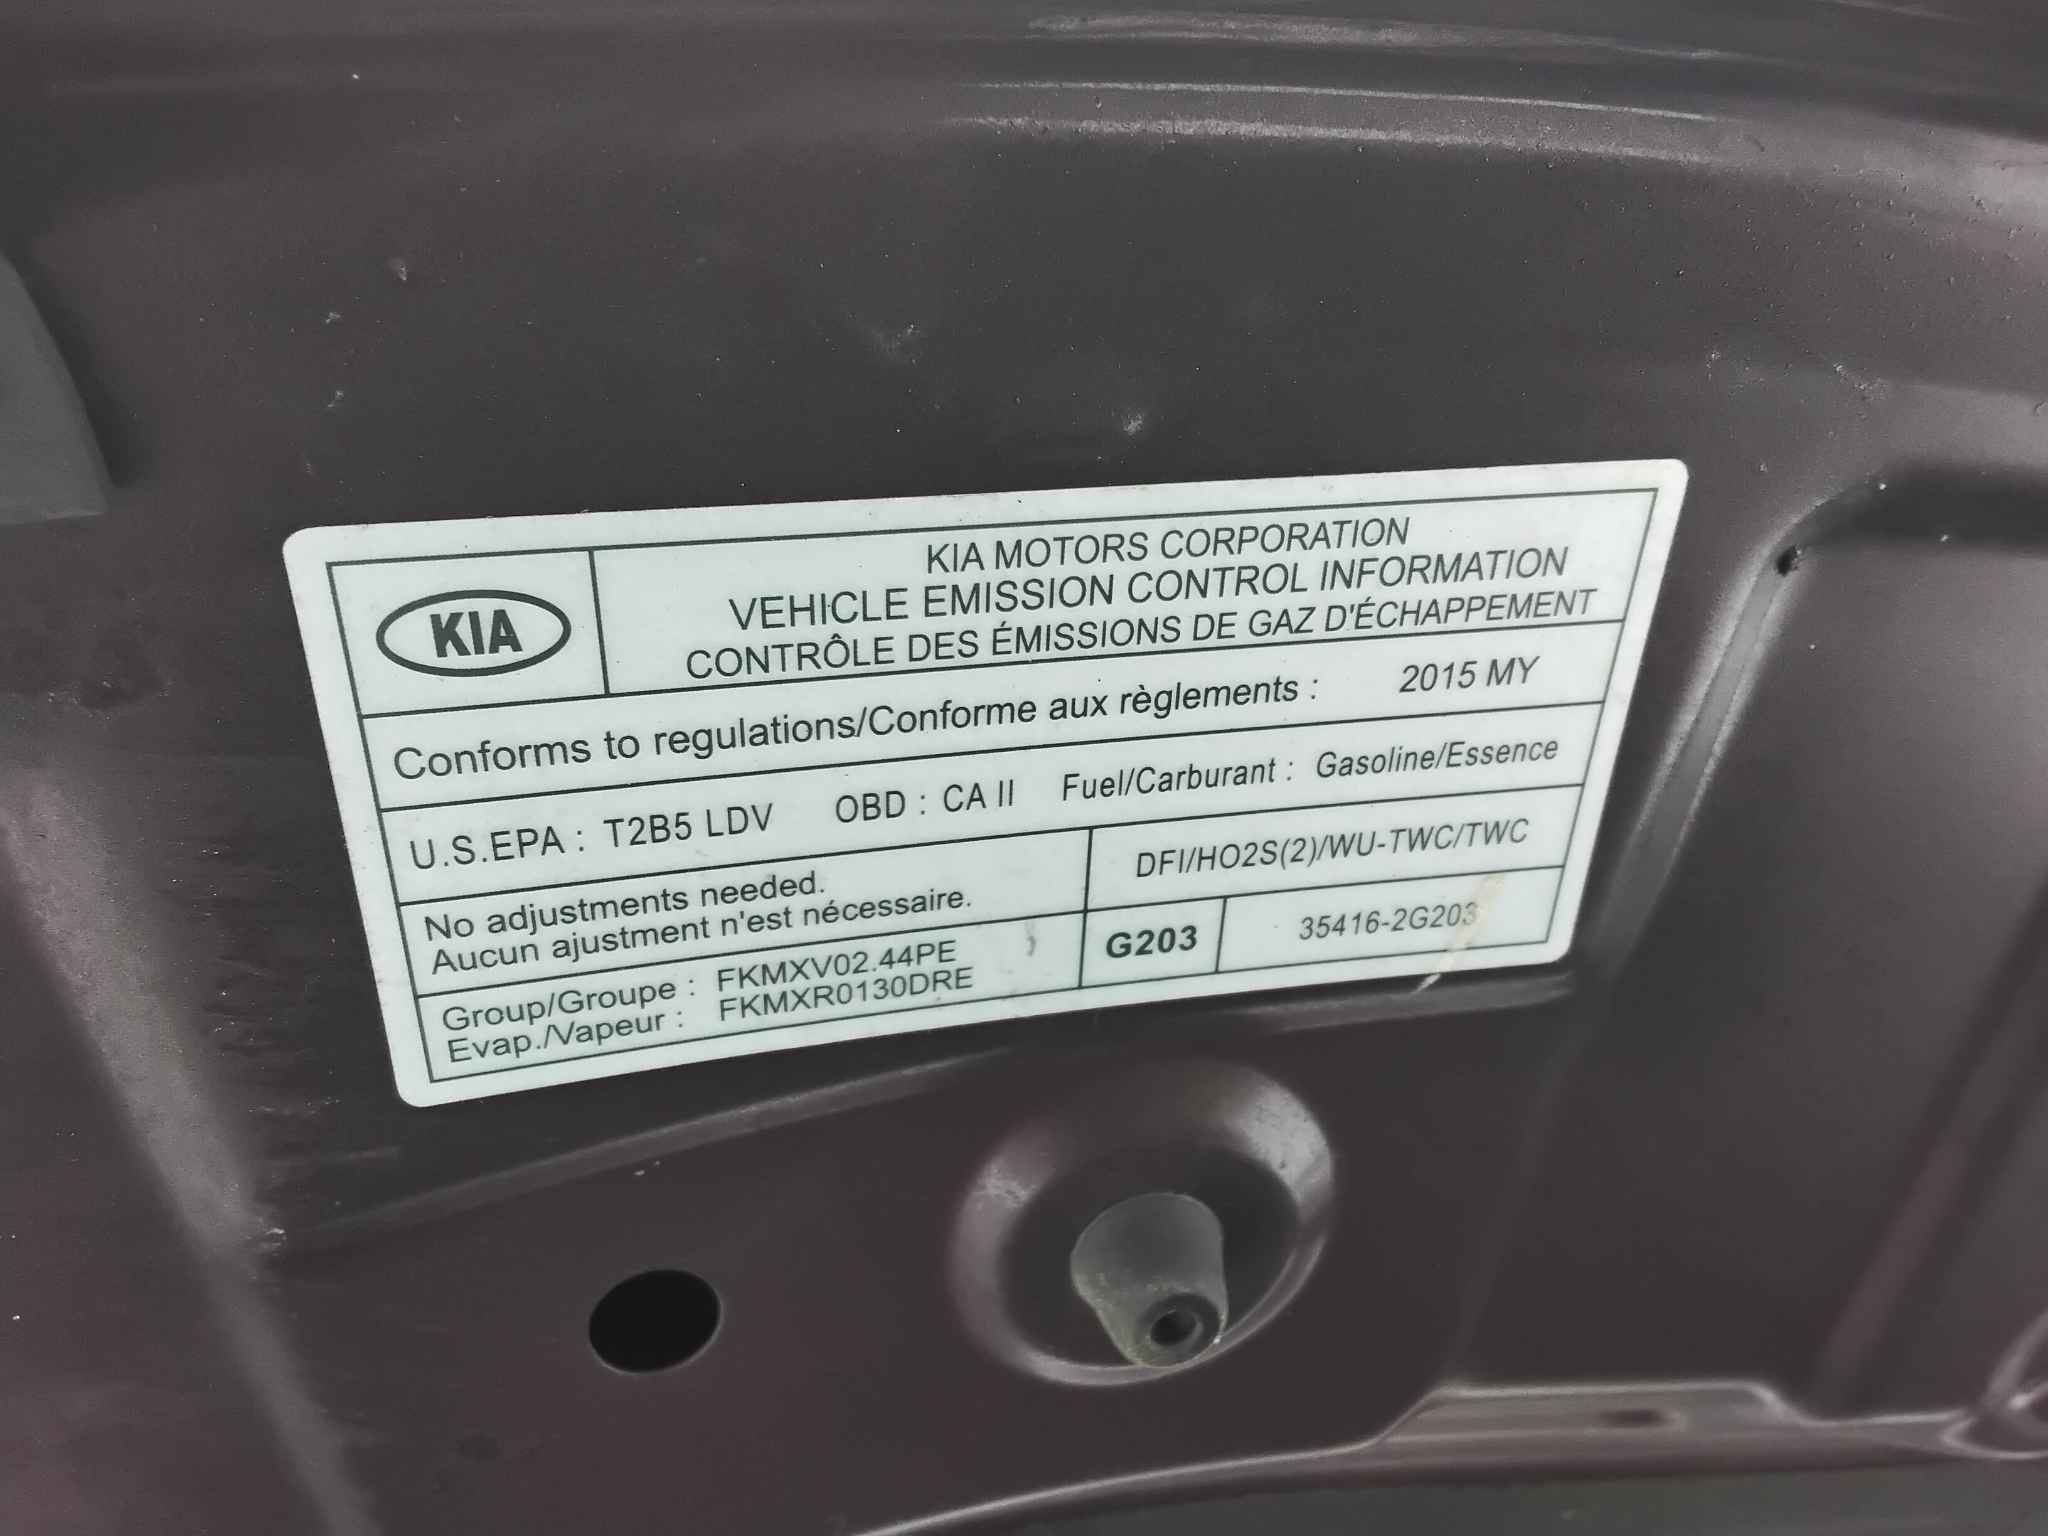 KIA
KIA MOTORS CORPORATION
VEHICLE EMISSION CONTROL INFORMATION
CONTRÔLE DES ÉMISSIONS DE GAZ D'ÉCHAPPEMENT
Conforms to regulations/Conforme aux règlements : 2015 MY
U.S.EPA : T2B5 LDV OBD : CA II Fuel/Carburant : Gasoline/Essence
No adjustments needed.
Aucun ajustment n'est nécessaire.
DFI/HO2S(2)/WU-TWC/TWC
Group/Groupe : FKMXV02.44PE
Evap./Vapeur : FKMXR0130DRE
G203
35416-2G203